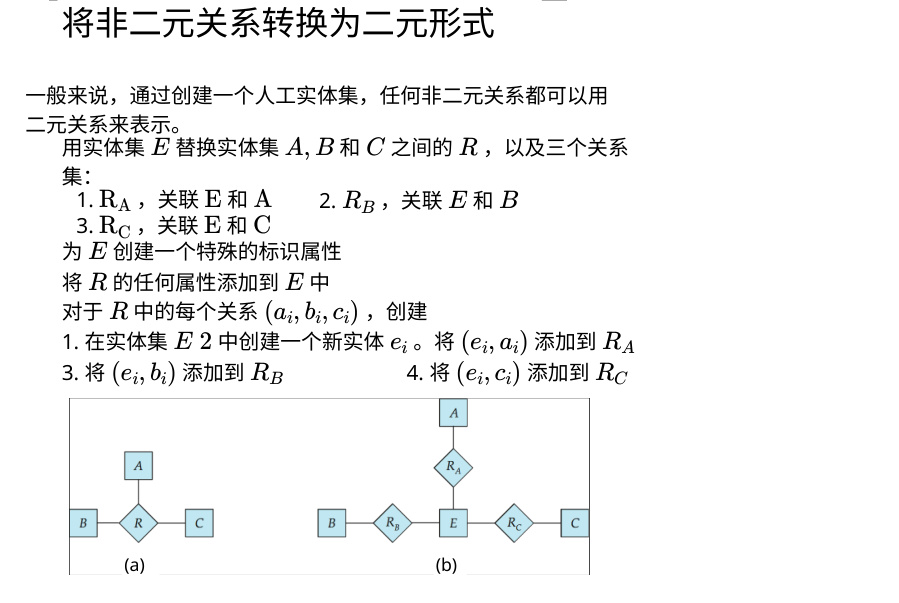 将非二元关系转换为二元形式
一般来说，通过创建一个人工实体集，任何非二元关系都可以用
二元关系来表示。
用实体集 E 替换实体集 A, B 和 C 之间的 R ，以及三个关系
集：
1. R_A ，关联 E 和 A 2. R_B ，关联 E 和 B
3. R_C ，关联 E 和 C
为 E 创建一个特殊的标识属性
将 R 的任何属性添加到 E 中
对于 R 中的每个关系 (a_i, b_i, c_i) ，创建
1. 在实体集 E 2 中创建一个新实体 e_i 。将 (e_i, a_i) 添加到 R_A
3. 将 (e_i, b_i) 添加到 R_B 4. 将 (e_i, c_i) 添加到 R_C
A
B R C
(a)
A
R_A
B R_B E R_C C
(b)